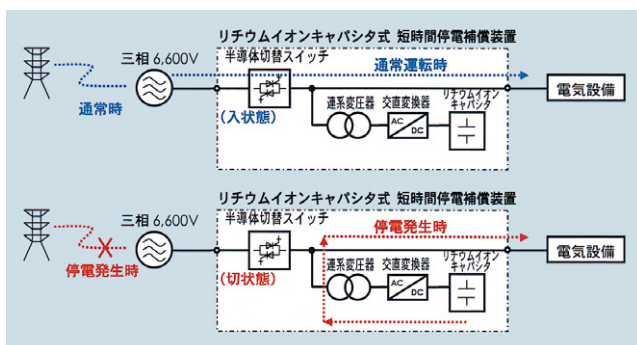 リチウムイオンキャパシタ式 短時間停電補償装置
三相 6,600V
半導体切替スイッチ
通常運転時
通常時
(入状態)
連系変圧器
交直変換器
リチウムイオン
キャパシタ
AC
DC
電気設備
リチウムイオンキャパシタ式 短時間停電補償装置
三相 6,600V
半導体切替スイッチ
停電発生時
停電発生時
(切状態)
連系変圧器
交直変換器
リチウムイオン
キャパシタ
AC
DC
電気設備